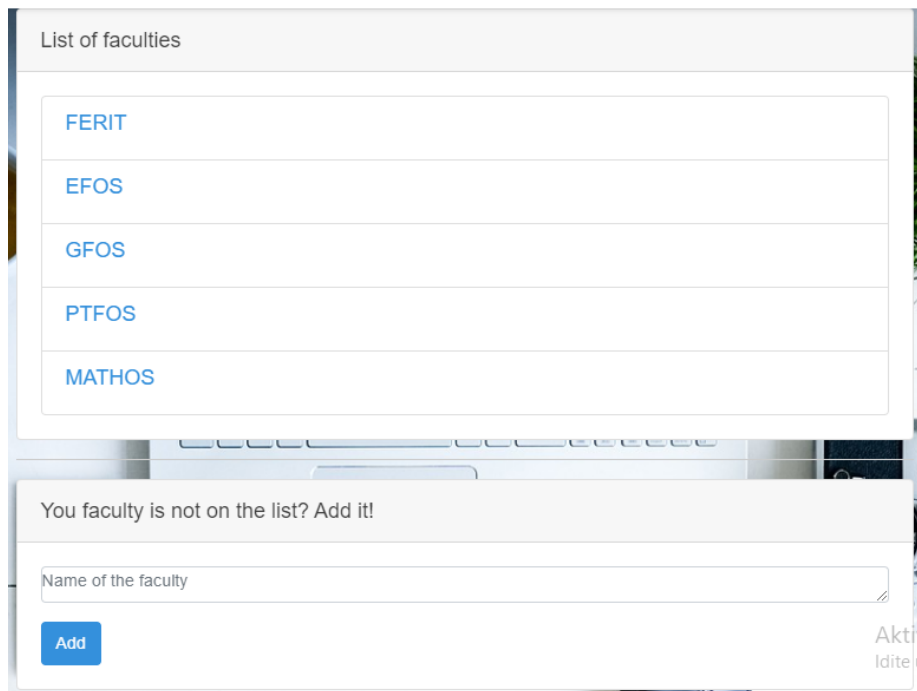 List of faculties
FERIT
EFOS
GFOS
PTFOS
MATHOS
You faculty is not on the list? Add it!
Name of the faculty
Add
Akti
Idite